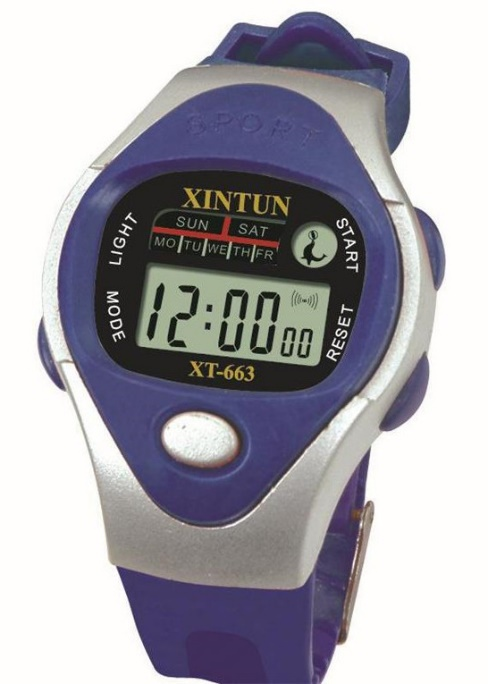 SPORT
XINTUN
SUN SAT
MO TU WE TH FR
LIGHT
START
MODE
RESET
12:00 00
XT-663